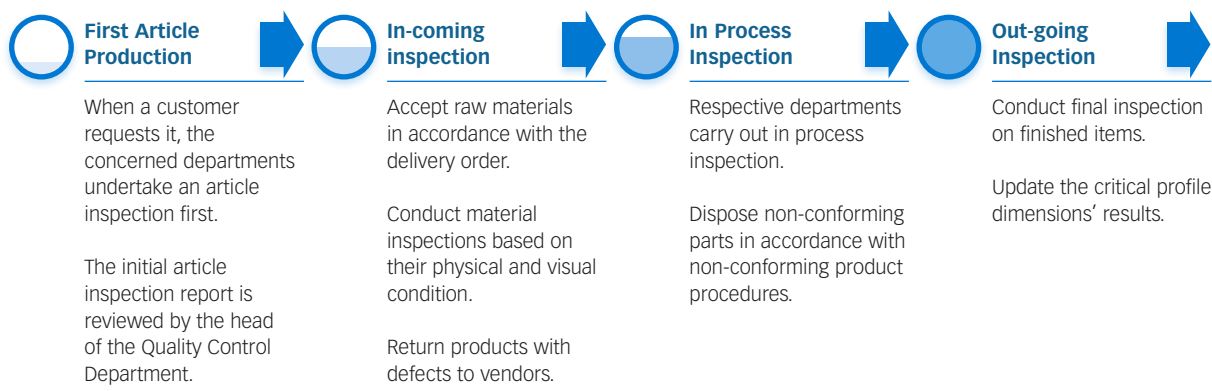 First Article
Production
When a customer
requests it, the
concerned departments
undertake an article
inspection first.
The initial article
inspection report is
reviewed by the head
of the Quality Control
Department.
In-coming
inspection
Accept raw materials
in accordance with the
delivery order.
Conduct material
inspections based on
their physical and visual
condition.
Return products with
defects to vendors.
In Process
Inspection
Respective departments
carry out in process
inspection.
Dispose non-conforming
parts in accordance with
non-conforming product
procedures.
Out-going
Inspection
Conduct final inspection
on finished items.
Update the critical profile
dimensions’ results.